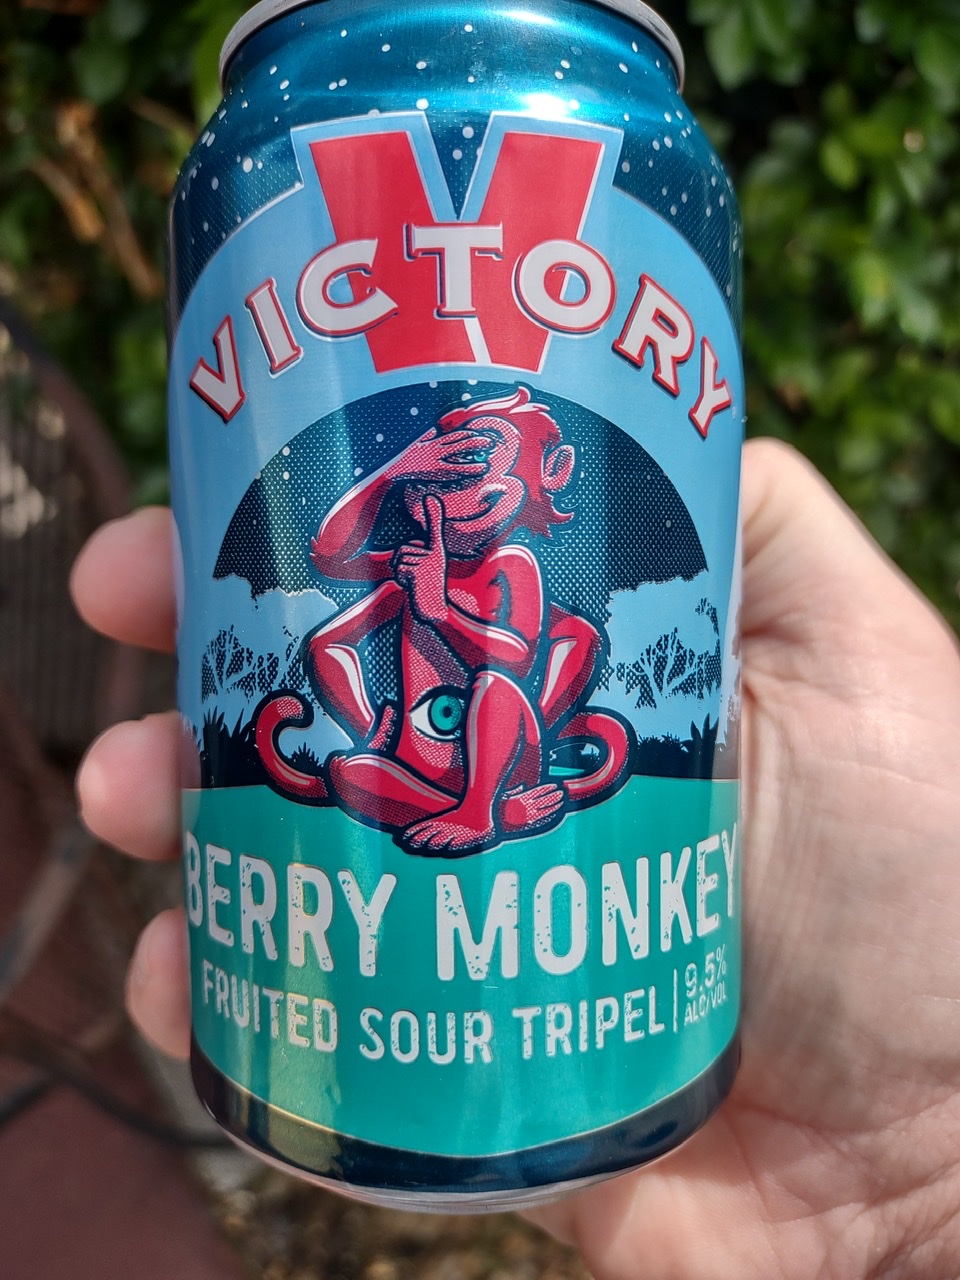 V
VICTORY
BERRY MONKEY
FRUITED SOUR TRIPEL | 9.5%
ALC/VOL